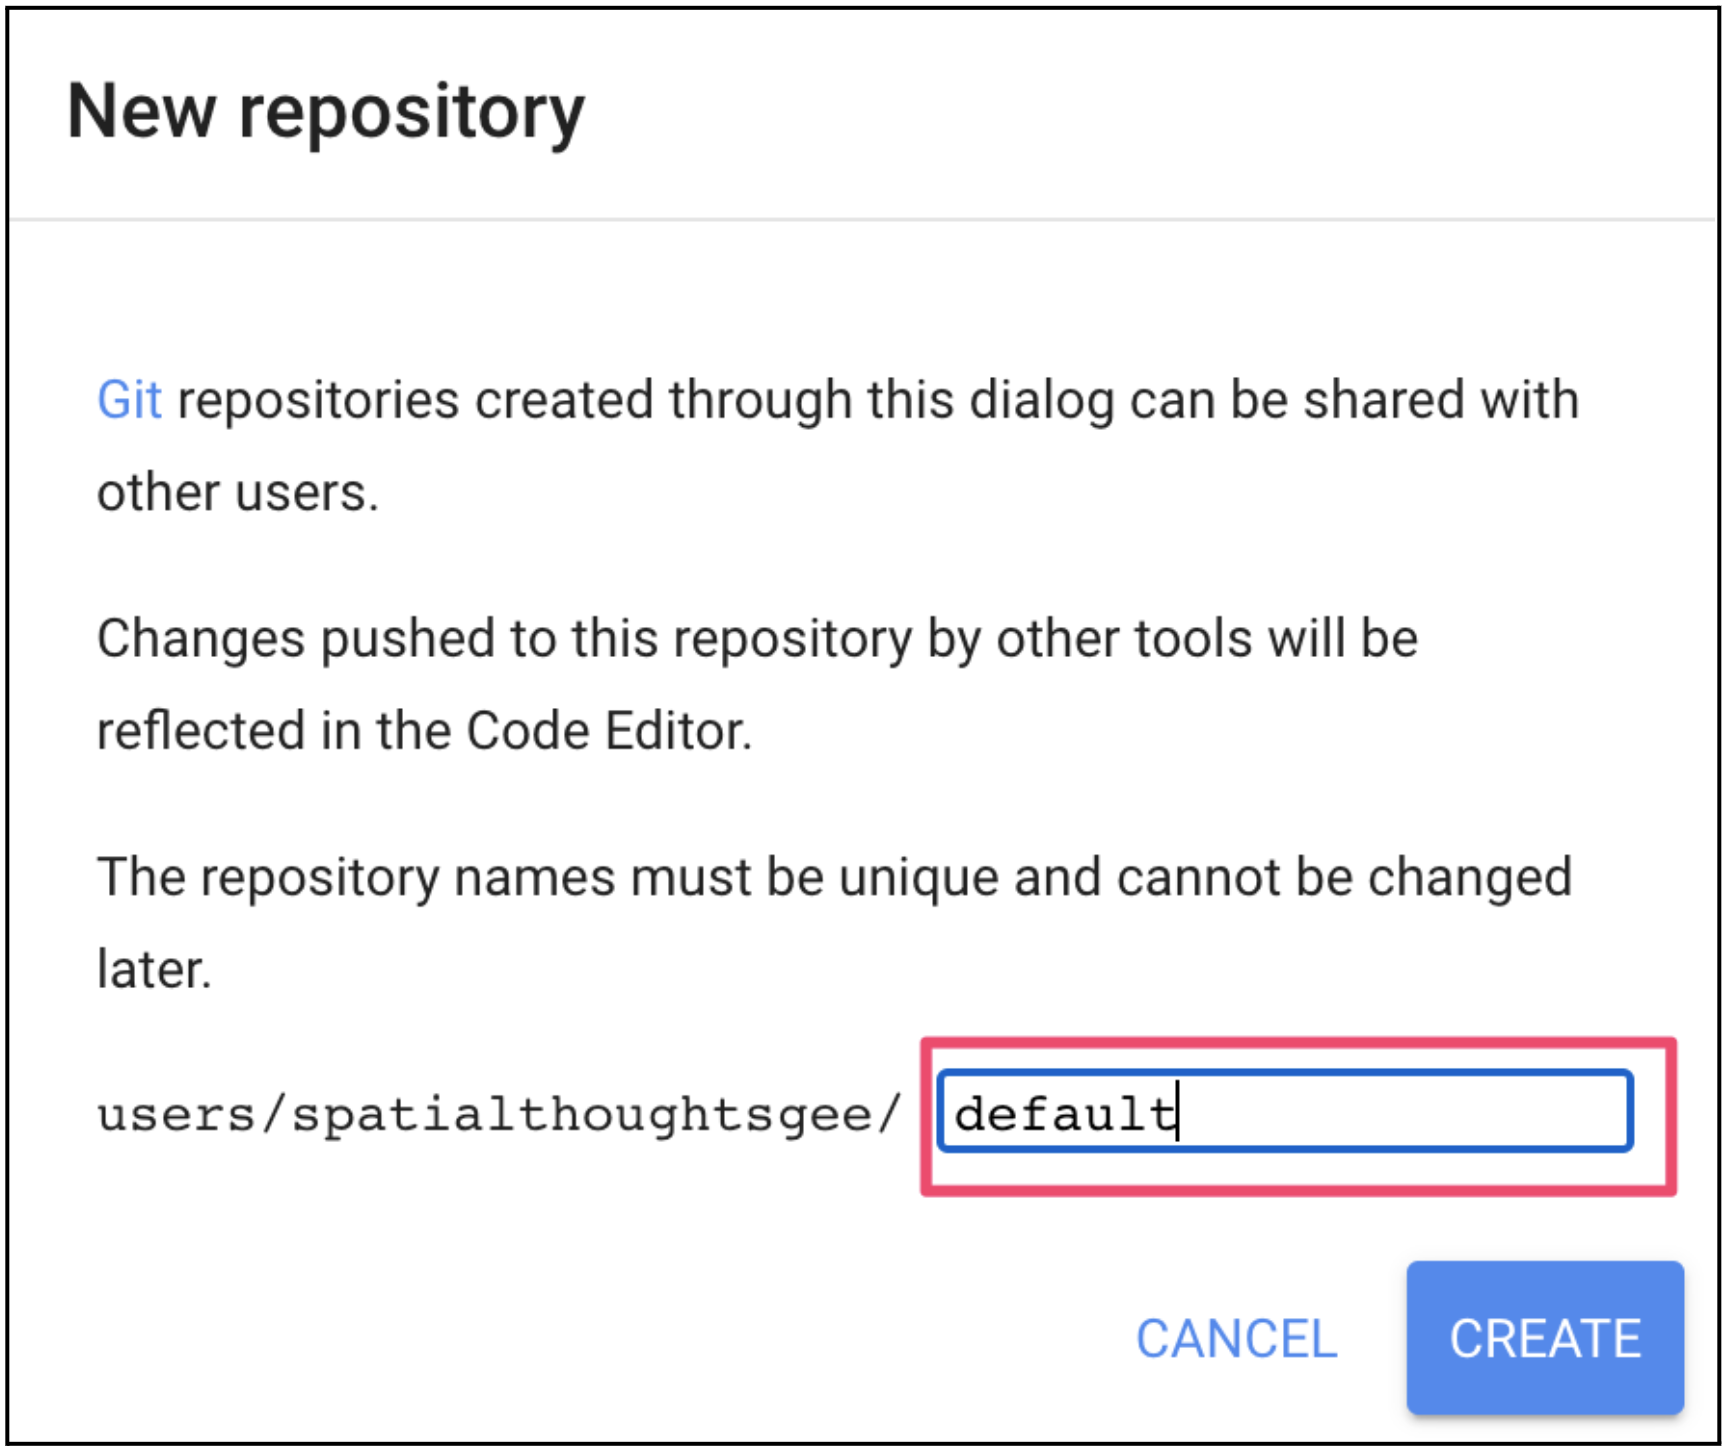 New repository
Git repositories created through this dialog can be shared with
other users.
Changes pushed to this repository by other tools will be
reflected in the Code Editor.
The repository names must be unique and cannot be changed
later.
users/spatialthoughtsgee/ default
CANCEL CREATE